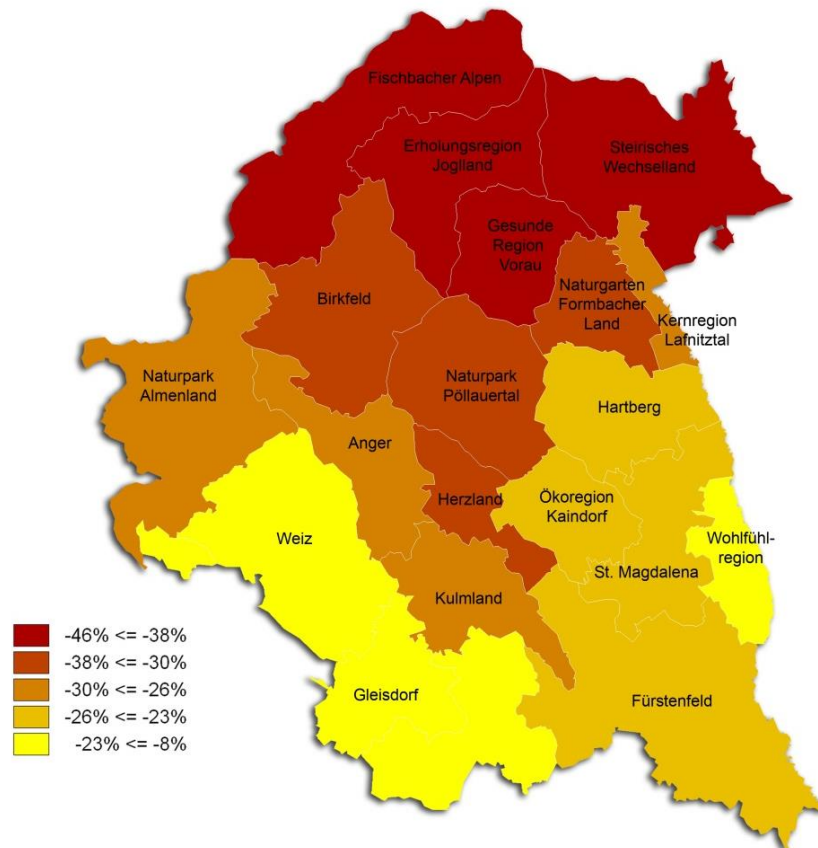 Fischbacher Alpen
Erholungsregion
Joglland
Steirisches
Wechselland
Gesunde
Region
Vorau
Naturgarten
Formbacher
Land
Birkfeld
Kernregion
Lafnitztal
Naturpark
Almenland
Naturpark
Pöllauertal
Hartberg
Anger
Herzland
Ökoregion
Kaindorf
Weiz
Wohlfühl-
region
St. Magdalena
Kulmland
Gleisdorf
Fürstenfeld
-46% <= -38%
-38% <= -30%
-30% <= -26%
-26% <= -23%
-23% <= -8%